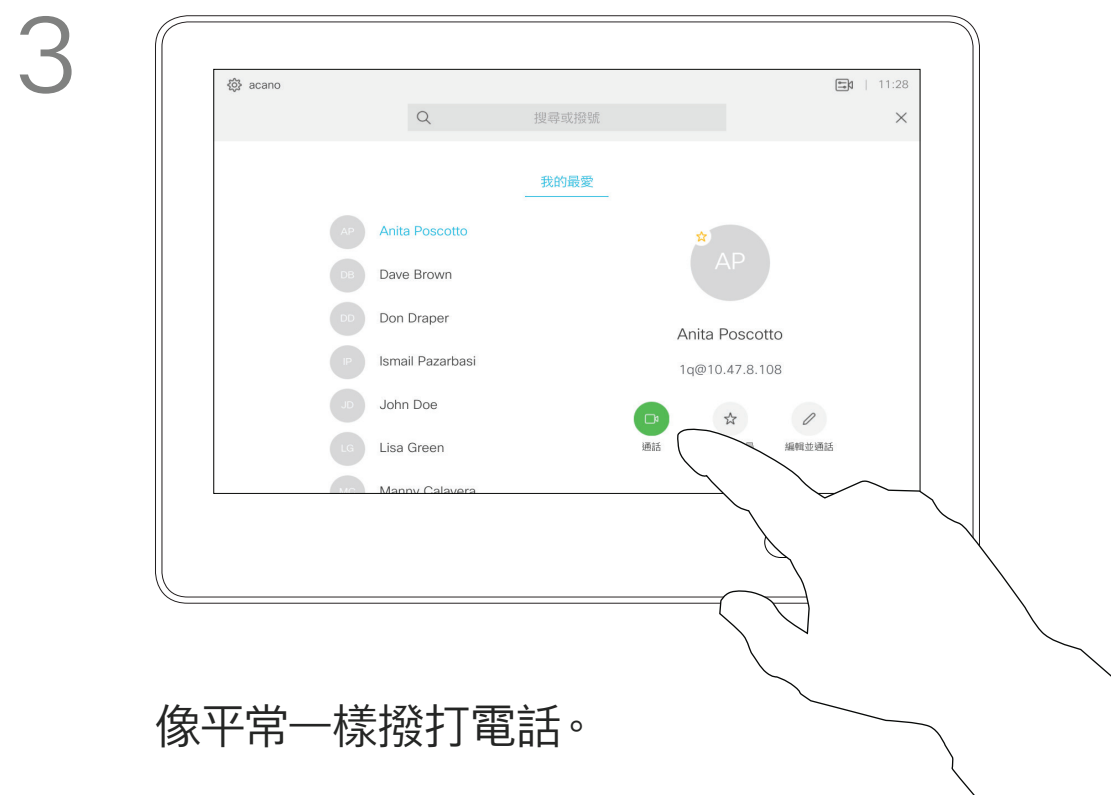 3
acano
11:28
搜尋或撥號
我的最愛
AP
Anita Poscotto
DB
Dave Brown
DD
Don Draper
IP
Ismail Pazarbasi
JD
John Doe
LG
Lisa Green
Manny Calavera
AP
Anita Poscotto
1q@10.47.8.108
通話
編輯並通話
像平常一樣撥打電話。